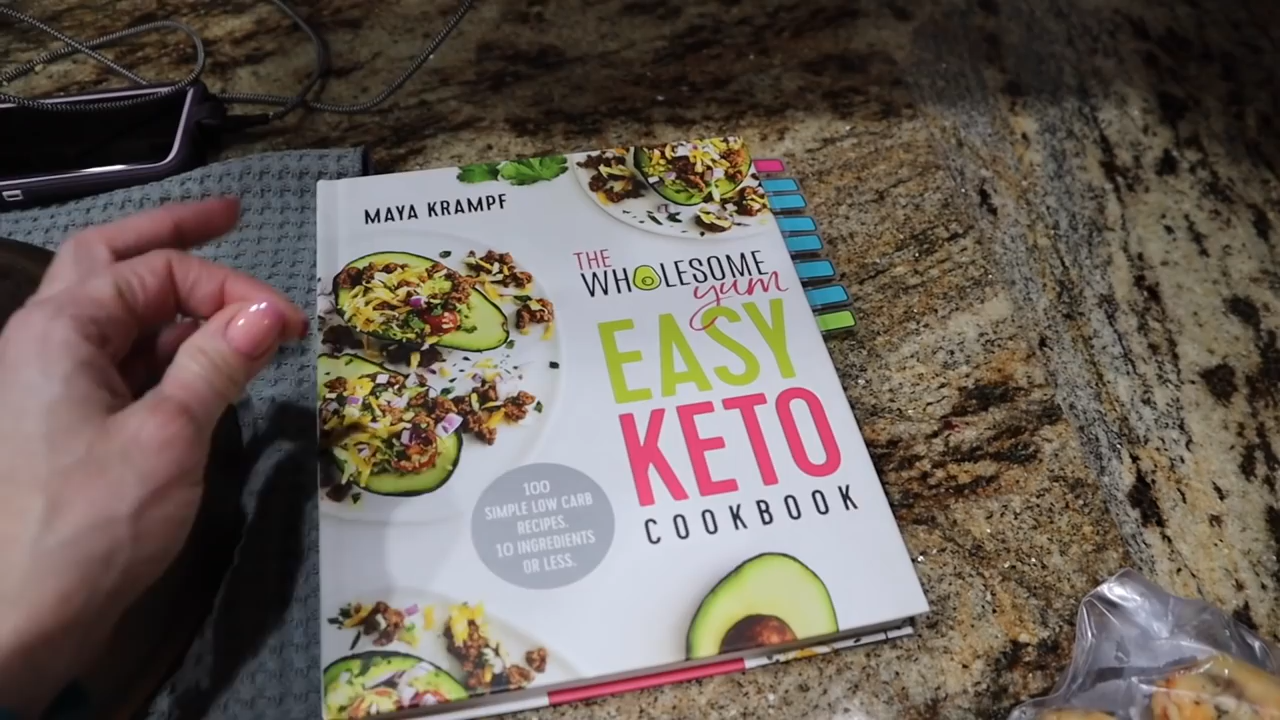 MAYA KRAMPF
THE
WHOLESOME
yum
EASY
KETO
COOKBOOK
100
SIMPLE LOW CARB
RECIPES.
10 INGREDIENTS
OR LESS.